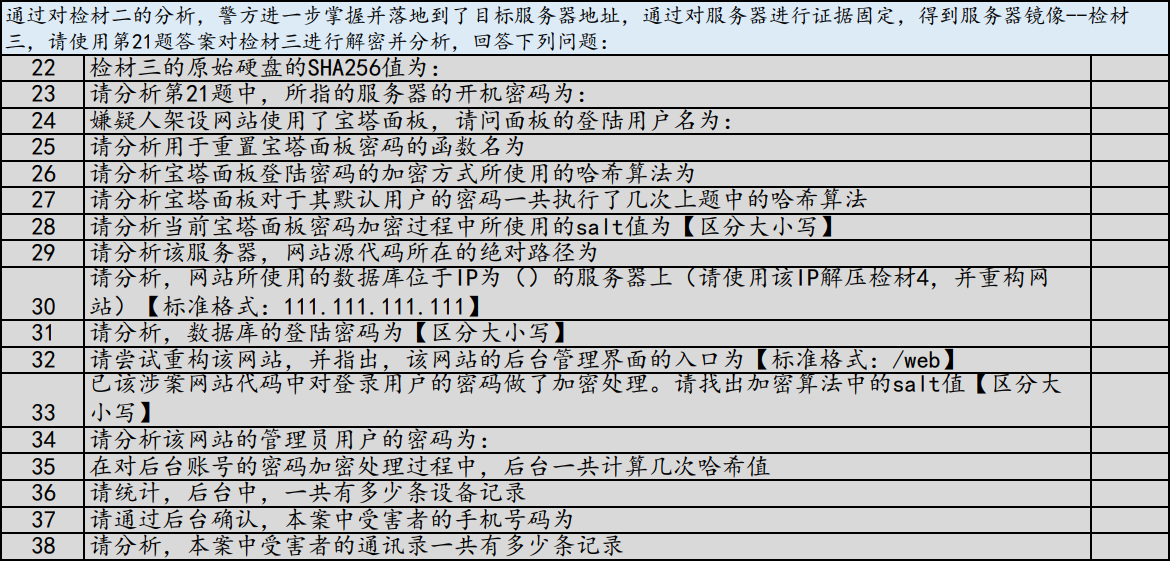 通过对检材二的分析，警方进一步掌握并落地到了目标服务器地址，通过对服务器进行证据固定，得到服务器镜像--检材
三，请使用第21题答案对检材三进行解密并分析，回答下列问题：
22 检材三的原始硬盘的SHA256值为：
23 请分析第21题中，所指的服务器的开机密码为：
24 嫌疑人架设网站使用了宝塔面板，请问面板的登陆用户名为：
25 请分析用于重置宝塔面板密码的函数名为
26 请分析宝塔面板登陆密码的加密方式所使用的哈希算法为
27 请分析宝塔面板对于其默认用户的密码一共执行了几次上题中的哈希算法
28 请分析当前宝塔面板密码加密过程中所使用的salt值为【区分大小写】
29 请分析该服务器，网站源代码所在的绝对路径为
请分析，网站所使用的数据库位于IP为（）的服务器上（请使用该IP解压检材4，并重构网
30 站）【标准格式：111.111.111.111】
31 请分析，数据库的登陆密码为【区分大小写】
32 请尝试重构该网站，并指出，该网站的后台管理界面的入口为【标准格式：/web】
已该涉案网站代码中对登录用户的密码做了加密处理。请找出加密算法中的salt值【区分大
33 小写】
34 请分析该网站的管理员用户的密码为：
35 在对后台账号的密码加密处理过程中，后台一共计算几次哈希值
36 请统计，后台中，一共有多少条设备记录
37 请通过后台确认，本案中受害者的手机号码为
38 请分析，本案中受害者的通讯录一共有多少条记录